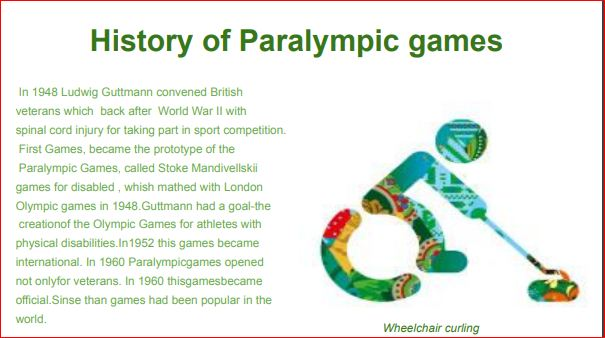 History of Paralympic games
In 1948 Ludwig Guttmann convened British
veterans which  back after  World War II with
spinal cord injury for taking part in sport competition.
First Games, became the prototype of the
Paralympic Games, called Stoke Mandivellskii
games for disabled , whish mathed with London
Olympic games in 1948.Guttmann had a goal-the
creationof the Olympic Games for athletes with
physical disabilities.In1952 this games became
international. In 1960 Paralympicgames opened
not onlyfor veterans. In 1960 thisgamesbecame
official.Sinse than games had been popular in the
world.
Wheelchair curling